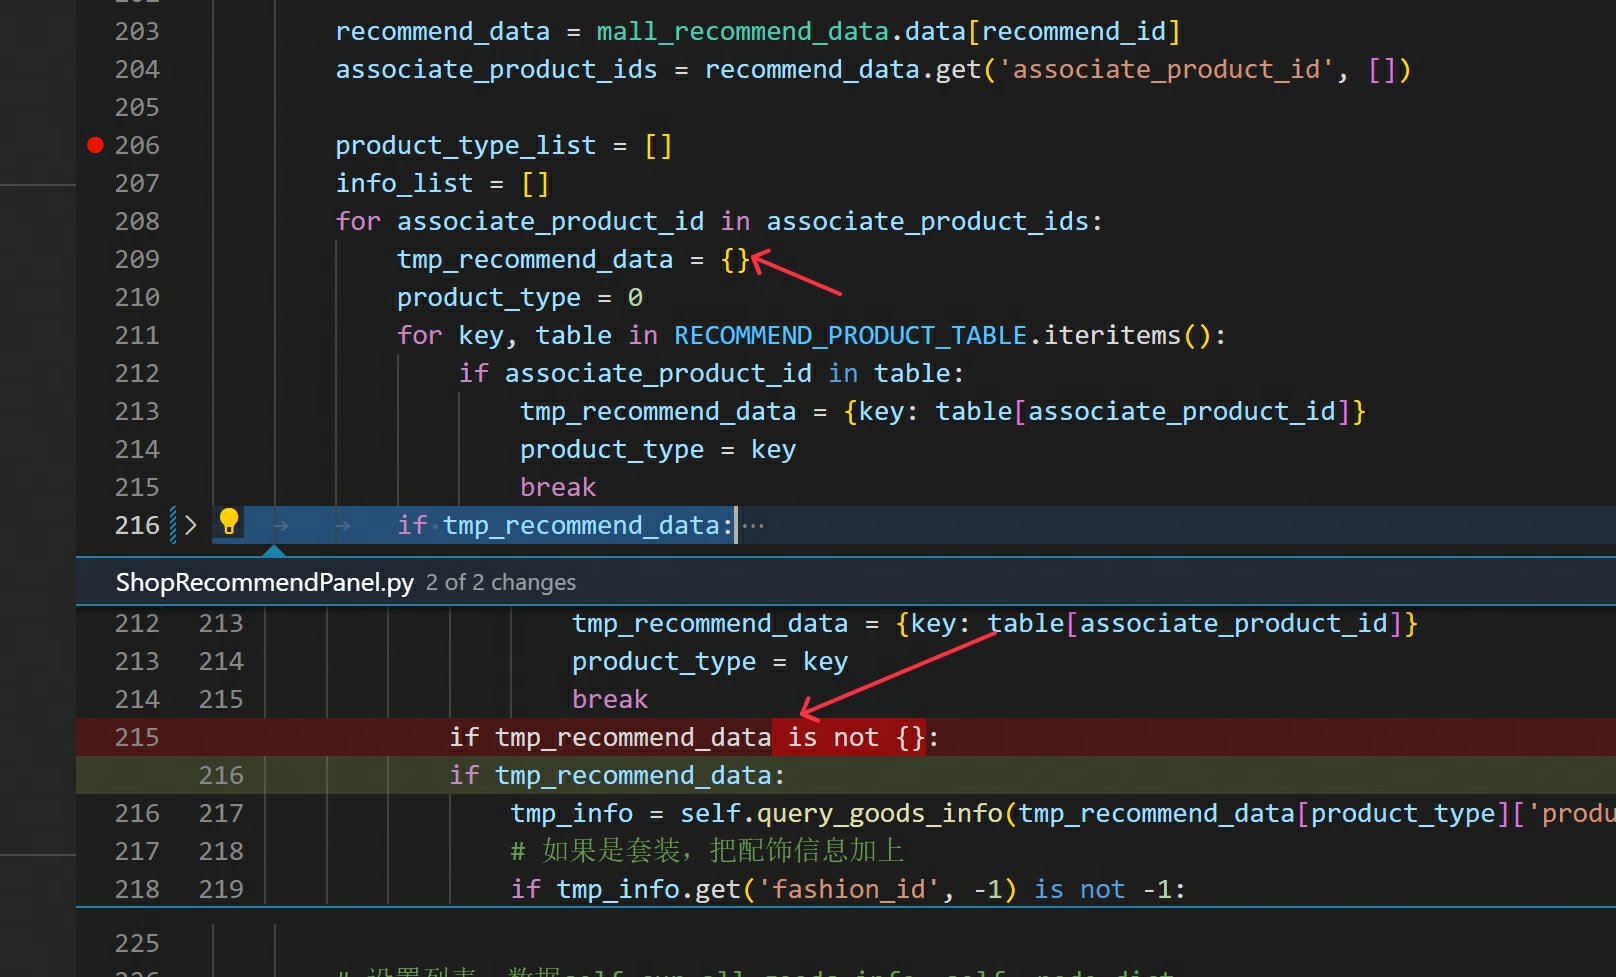 203 recommend_data = mall_recommend_data.data[recommend_id]
204 associate_product_ids = recommend_data.get('associate_product_id', [])
205
206 product_type_list = []
207 info_list = []
208 for associate_product_id in associate_product_ids:
209 tmp_recommend_data = {}
210 product_type = 0
211 for key, table in RECOMMEND_PRODUCT_TABLE.iteritems():
212 if associate_product_id in table:
213 tmp_recommend_data = {key: table[associate_product_id]}
214 product_type = key
215 break
216 if tmp_recommend_data:···
ShopRecommendPanel.py 2 of 2 changes
212 213 tmp_recommend_data = {key: table[associate_product_id]}
213 214 product_type = key
214 215 break
215 if tmp_recommend_data is not {}:
216 if tmp_recommend_data:
216 217 tmp_info = self.query_goods_info(tmp_recommend_data[product_type]['produ
217 218 # 如果是套装，把配饰信息加上
218 219 if tmp_info.get('fashion_id', -1) is not -1:
225